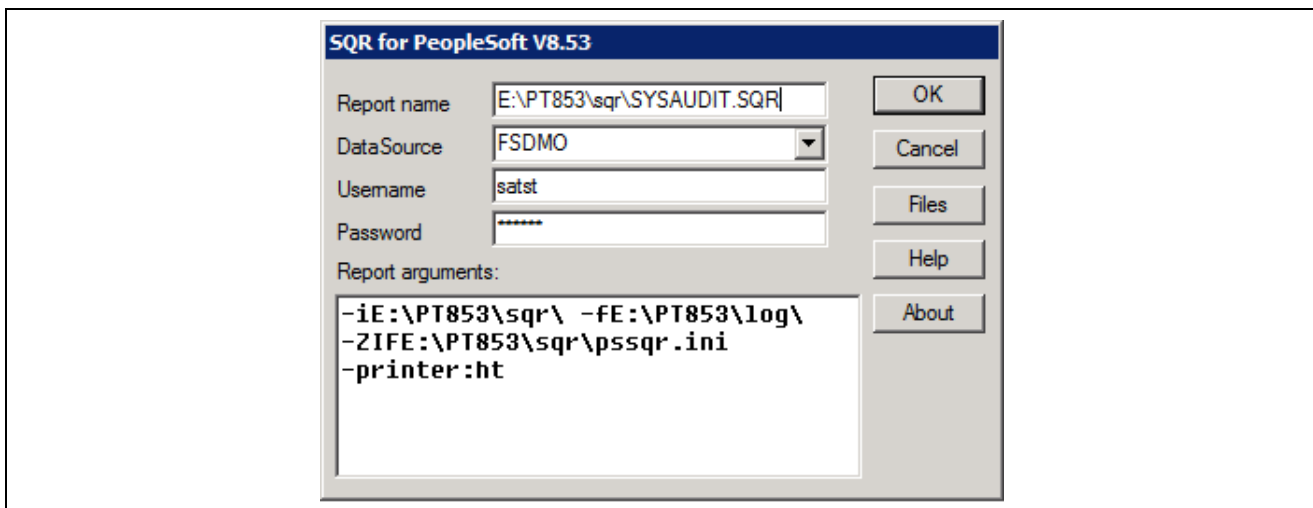 SQR for PeopleSoft V8.53
Report name E:\PT853\sqr\SYSAUDIT.SQR OK
DataSource FSDMO Cancel
Username satst Files
Password ******
Help
Report arguments:
-iE:\PT853\sqr\ -fE:\PT853\log\ About
-ZIFE:\PT853\sqr\pssqr.ini
-printer:ht